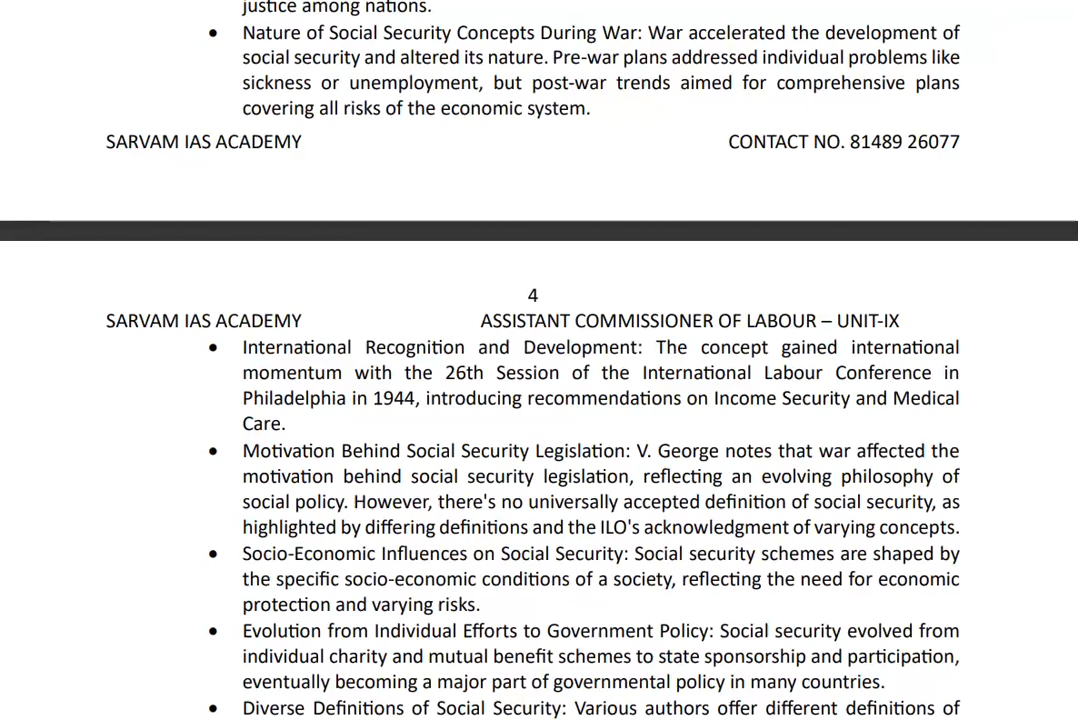 justice among nations.
• Nature of Social Security Concepts During War: War accelerated the development of
social security and altered its nature. Pre-war plans addressed individual problems like
sickness or unemployment, but post-war trends aimed for comprehensive plans
covering all risks of the economic system.
SARVAM IAS ACADEMY CONTACT NO. 81489 26077
4
SARVAM IAS ACADEMY ASSISTANT COMMISSIONER OF LABOUR – UNIT-IX
• International Recognition and Development: The concept gained international
momentum with the 26th Session of the International Labour Conference in
Philadelphia in 1944, introducing recommendations on Income Security and Medical
Care.
• Motivation Behind Social Security Legislation: V. George notes that war affected the
motivation behind social security legislation, reflecting an evolving philosophy of
social policy. However, there's no universally accepted definition of social security, as
highlighted by differing definitions and the ILO's acknowledgment of varying concepts.
• Socio-Economic Influences on Social Security: Social security schemes are shaped by
the specific socio-economic conditions of a society, reflecting the need for economic
protection and varying risks.
• Evolution from Individual Efforts to Government Policy: Social security evolved from
individual charity and mutual benefit schemes to state sponsorship and participation,
eventually becoming a major part of governmental policy in many countries.
• Diverse Definitions of Social Security: Various authors offer different definitions of